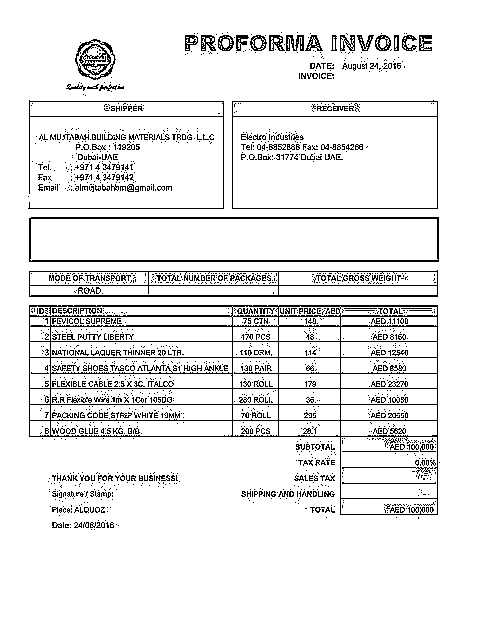 PROFORMA INVOICE
DATE: August 24, 2016
INVOICE:
Quality with perfection
SHIPPER
RECEIVER
AL MUJTABAH BUILDING MATERIALS TRDG. L.L.C
P.O.Box : 119205
Dubai-UAE
Tel. : +971 4 3479141
Fax : +971 4 3479142
Email : almujtabahbm@gmail.com
Electro Industries
Tel: 04-8852888 Fax: 04-8854266
P.O.Box: 31774 Dubai UAE.
MODE OF TRANSPORT TOTAL NUMBER OF PACKAGES TOTAL GROSS WEIGHT
ROAD.
ID DESCRIPTION QUANTITY UNIT PRICE/AED TOTAL
1 FEVICOL SUPREME 75 CTN. 148 AED 11100
2 STEEL PUTTY LIBERTY 170 PCS 48 AED 8160
3 NATIONAL LAQUER THINNER 20 LTR. 110 DRM. 114 AED 12540
4 SAFETY SHOES TASCO ATLANTA S1 HIGH ANKLE 130 PAIR 66 AED 8580
5 FLEXIBLE CABLE 2.5 X 3C. ITALCO 130 ROLL 179 AED 23270
6 R.R Flexible Wire 1m X 1Cor 105DG 280 ROLL 36 AED 10080
7 PACKING CODE STRIP WHITE 19MM 70 ROLL 295 AED 20650
8 WOOD GLUE 4.5 KG. BIG. 200 PCS 28.1 AED 5620
SUBTOTAL AED 100,000
TAX RATE 0.00%
THANK YOU FOR YOUR BUSINESS! SALES TAX -
Signature / Stamp: SHIPPING AND HANDLING -
Place: ALQUOZ TOTAL AED 100,000
Date: 24/08/2016